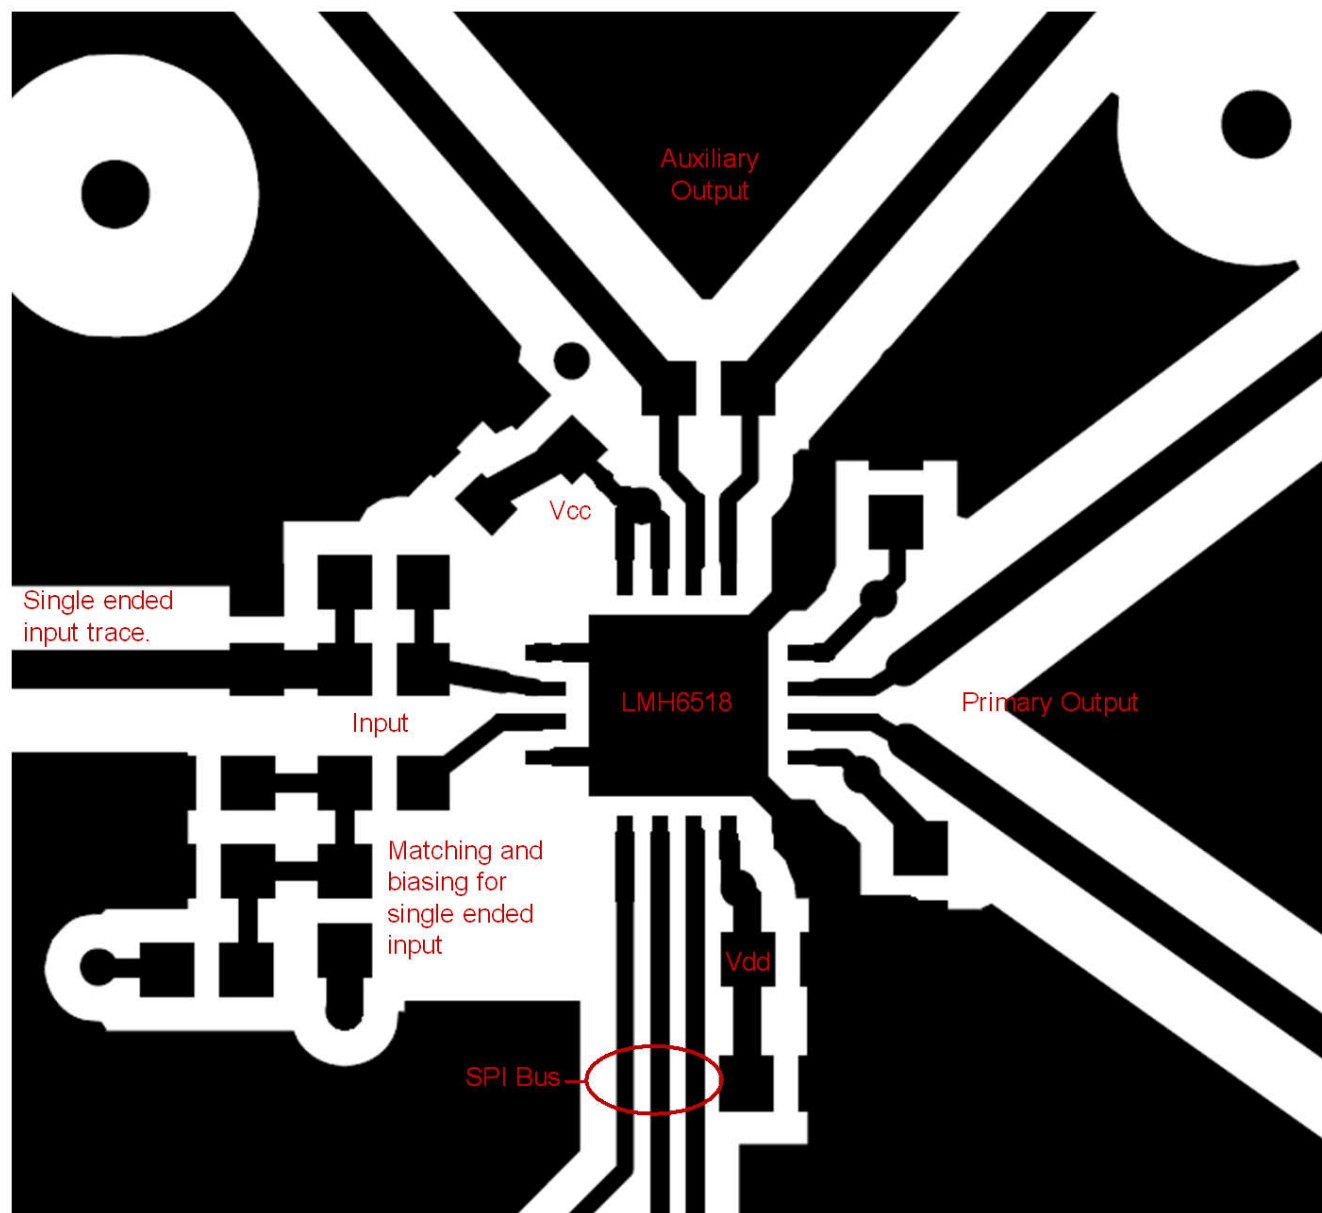 Auxiliary
Output
Vcc
Single ended
input trace.
LMH6518
Primary Output
Input
Matching and
biasing for
single ended
input
Vdd
SPI Bus